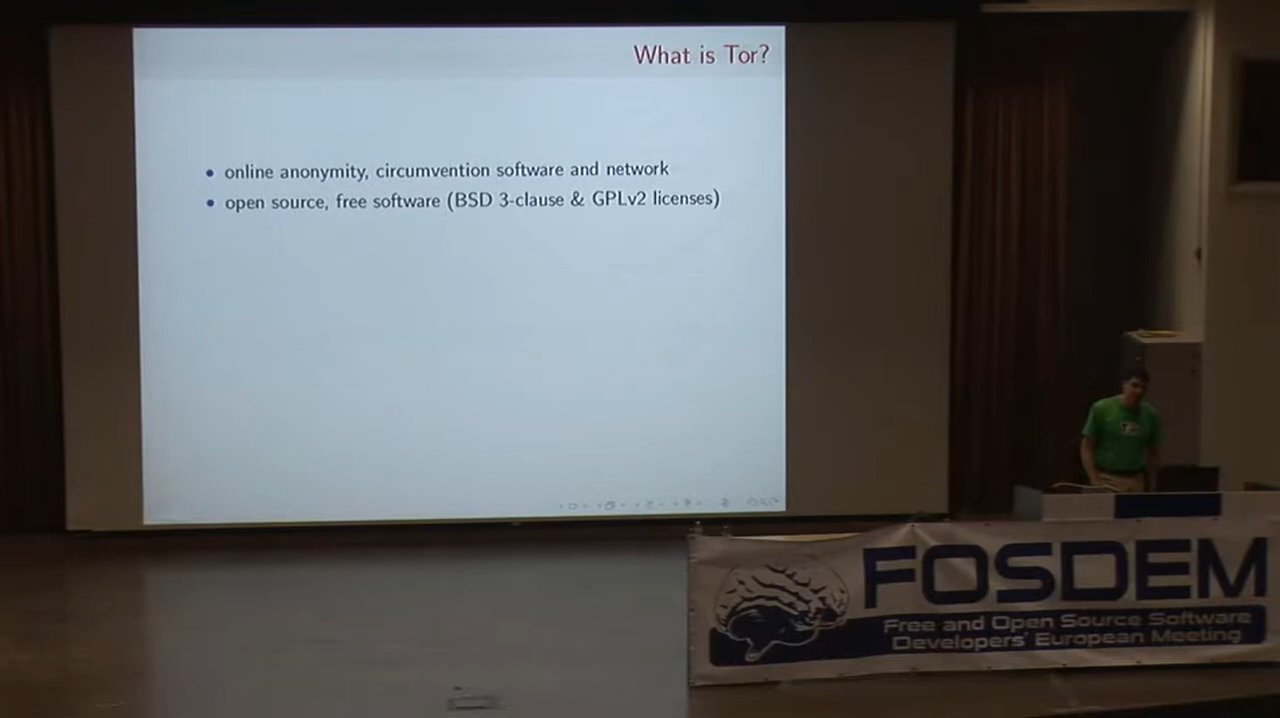 What is Tor?
online anonymity, circumvention software and network
open source, free software (BSD 3-clause & GPLv2 licenses)
FOSDEM
Free and Open Source Software
Developers' European Meeting